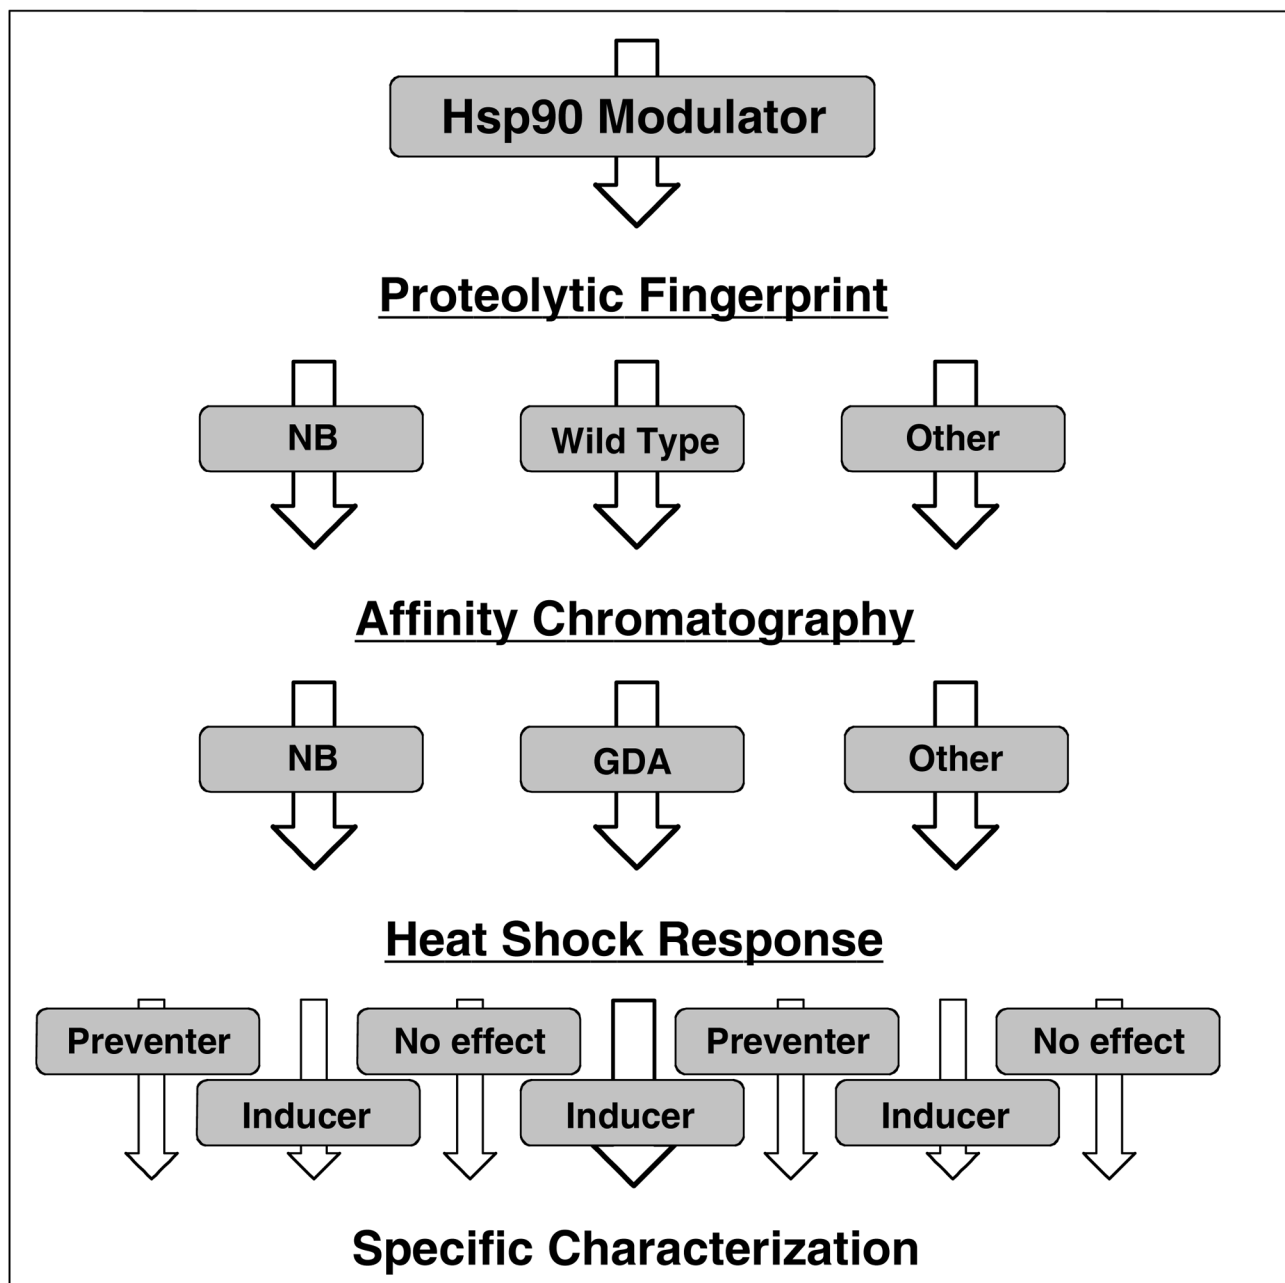 Hsp90 Modulator
Proteolytic Fingerprint
NB
Wild Type
Other
Affinity Chromatography
NB
GDA
Other
Heat Shock Response
Preventer
No effect
Preventer
No effect
Inducer
Inducer
Inducer
Specific Characterization